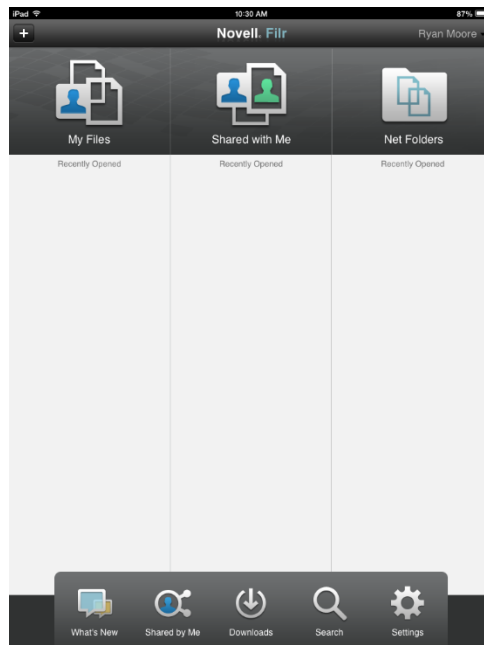 iPad 10:30 AM 87%
+ Novell. Filr Ryan Moore
My Files Shared with Me Net Folders
Recently Opened Recently Opened Recently Opened
What's New Shared by Me Downloads Search Settings